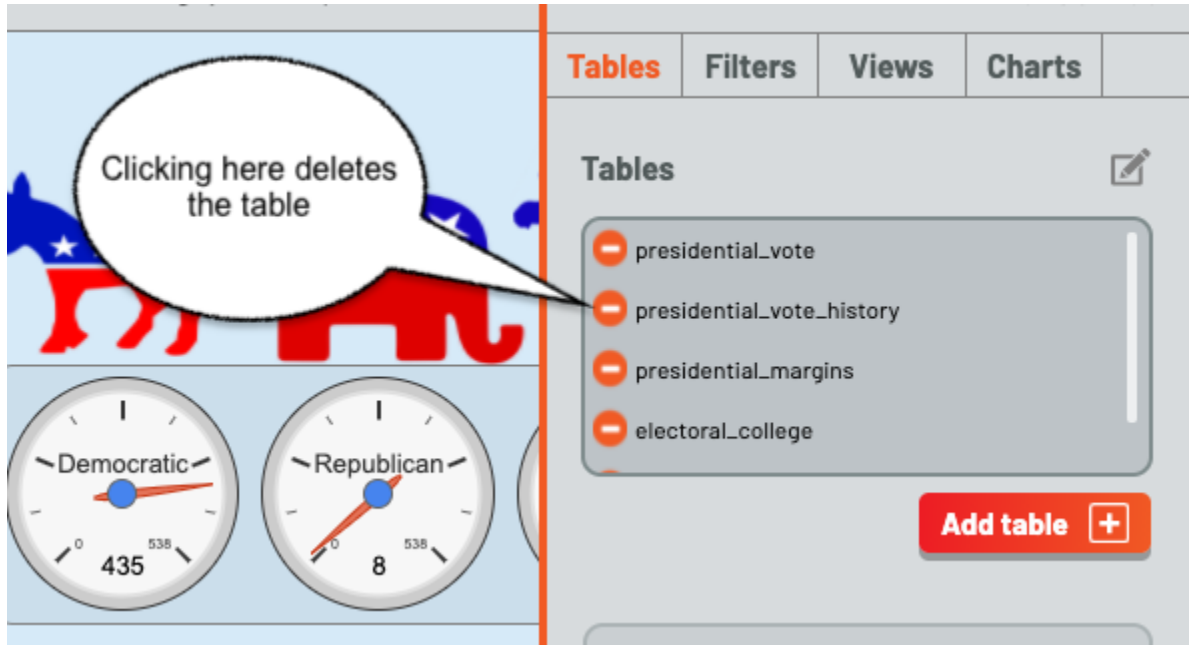 Tables Filters Views Charts
Clicking here deletes
the table
Tables
presidential_vote
presidential_vote_history
presidential_margins
electoral_college
Add table
Democratic
0 538
435
Republican
0 538
8